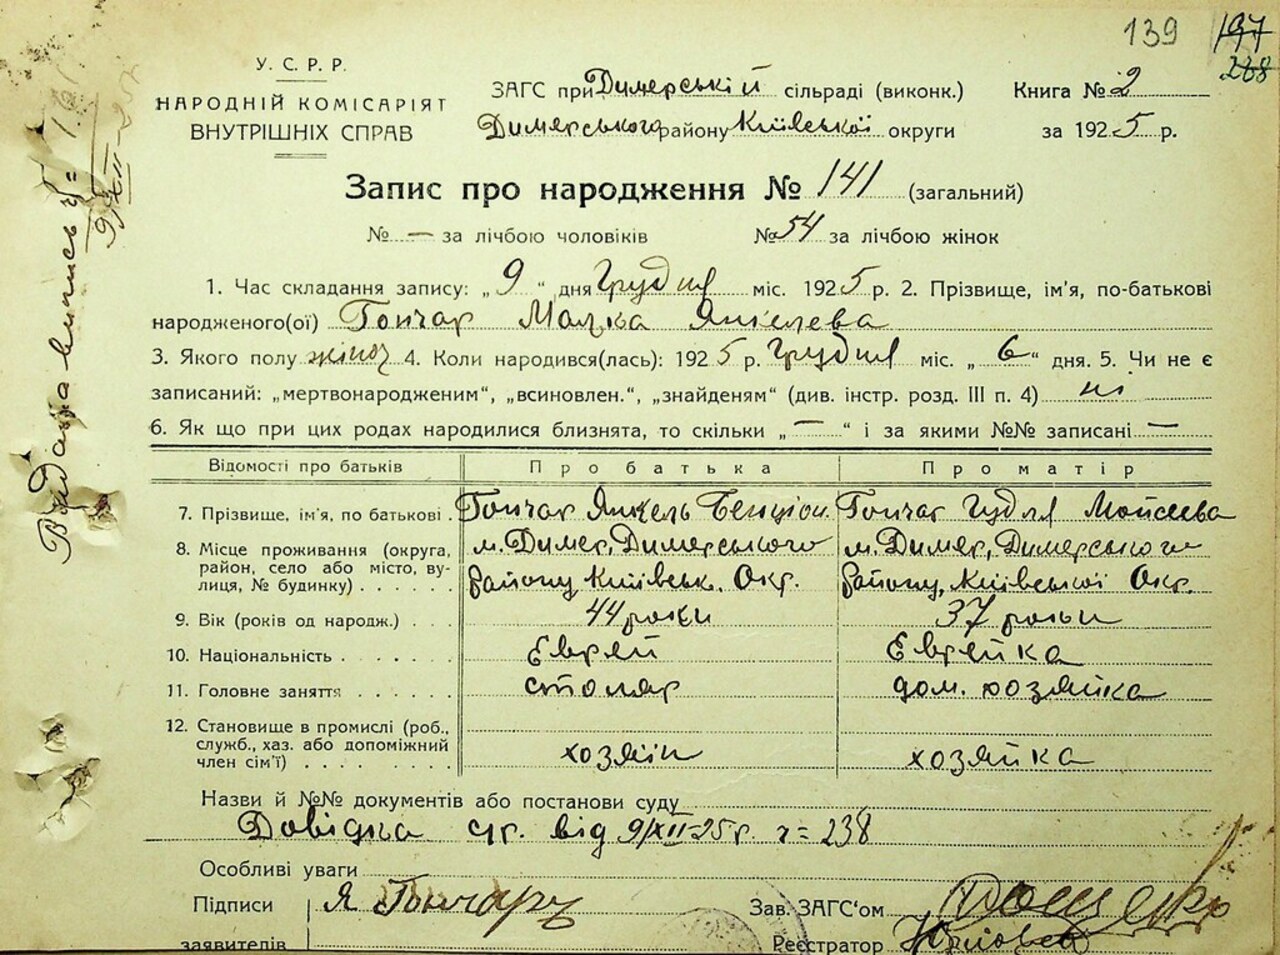 139 197
288
У. С. Р. Р.
НАРОДНІЙ КОМІСАРІЯТ
ВНУТРІШНІХ СПРАВ
ЗАГС при Димерській сільраді (виконк.) Книга № 2
Димерського району Київської округи за 1925 р.
Запис про народження № 141 (загальний)
№ — за лічбою чоловіків № 54 за лічбою жінок
1. Час складання запису: „ 9 “ дня Грудня міс. 1925 р. 2. Прізвище, ім'я, по-батькові
народженого(ої) Гончар Малка Янкелева
3. Якого полу жіноч 4. Коли народився(лась): 1925 р. Грудня міс. „ 6 “ дня. 5. Чи не є
записаний: „мертвонародженим“, „всиновлен.“, „знайденям“ (див. інстр. розд. III п. 4) ні
6. Як що при цих родах народилися близнята, то скільки „ — “ і за якими №№ записані —
Відомості про батьків Про батька Про матір
7. Прізвище, ім'я, по батькові . Гончар Янкель Бенціон. Гончар Гудля Мойсеева
8. Місце проживання (округа, район, село або місто, вулиця, № будинку) . . . . . . м. Димер, Димерського м. Димер, Димерського
району Київськ. Окр. району, Київської Окр.
9. Вік (років од народж.) . . . 44 роки 37 роки
10. Національність . . . . . . . Еврей Еврейка
11. Головне заняття . . . . . . столяр дом. хозяйка
12. Становище в промислі (роб., служб., хаз. або допоміжний член сім'ї) . . . . . . . . хозяін хозяйка
Назви й №№ документів або постанови суду
Довідка с/г. від 9/XII-25 г. ч= 238
Особливі уваги
Підписи Я Гончар Зав. ЗАГС'ом
заявителів Реєстратор
Видана выпись